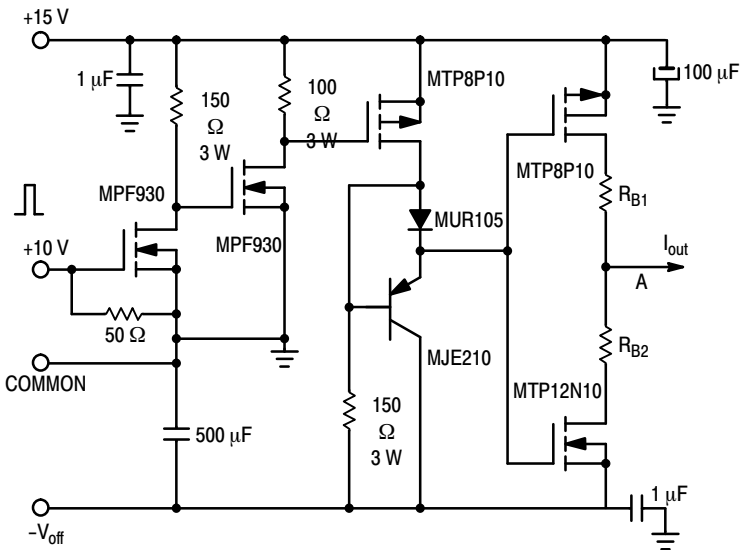 +15 V
1 μF
150
Ω
3 W
100
Ω
3 W
MTP8P10
100 μF
MPF930
MTP8P10
R_B1
+10 V
MPF930
MUR105
I_out
A
50 Ω
R_B2
COMMON
MJE210
MTP12N10
500 μF
150
Ω
3 W
1 μF
–V_off